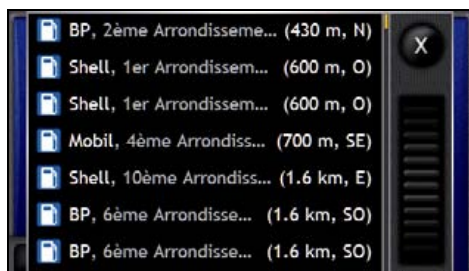 BP, 2ème Arrondisseme... (430 m, N)
X
Shell, 1er Arrondissem... (600 m, O)
Shell, 1er Arrondissem... (600 m, O)
Mobil, 4ème Arrondiss... (700 m, SE)
Shell, 10ème Arrondiss... (1.6 km, E)
BP, 6ème Arrondisse... (1.6 km, SO)
BP, 6ème Arrondisse... (1.6 km, SO)